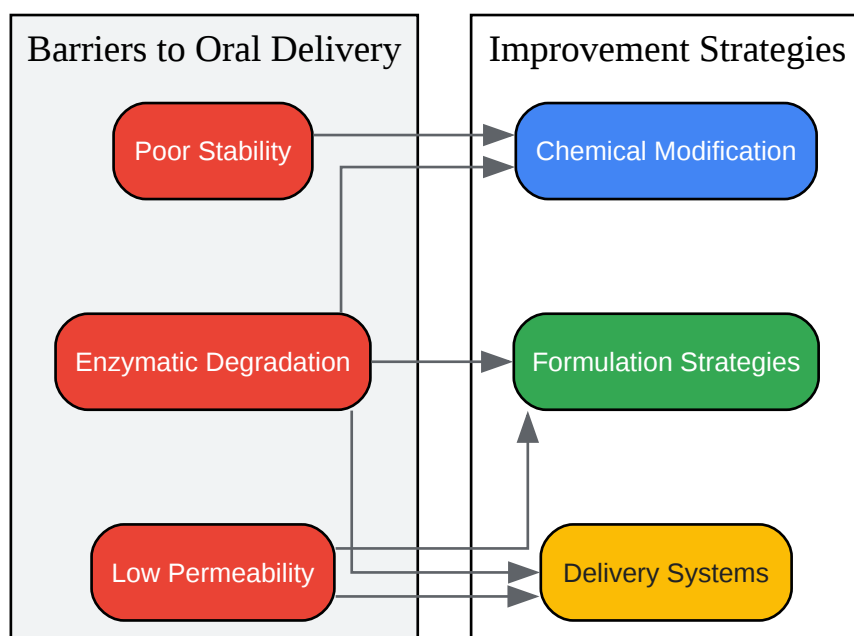 Barriers to Oral Delivery
Improvement Strategies
Poor Stability
Chemical Modification
Enzymatic Degradation
Formulation Strategies
Low Permeability
Delivery Systems